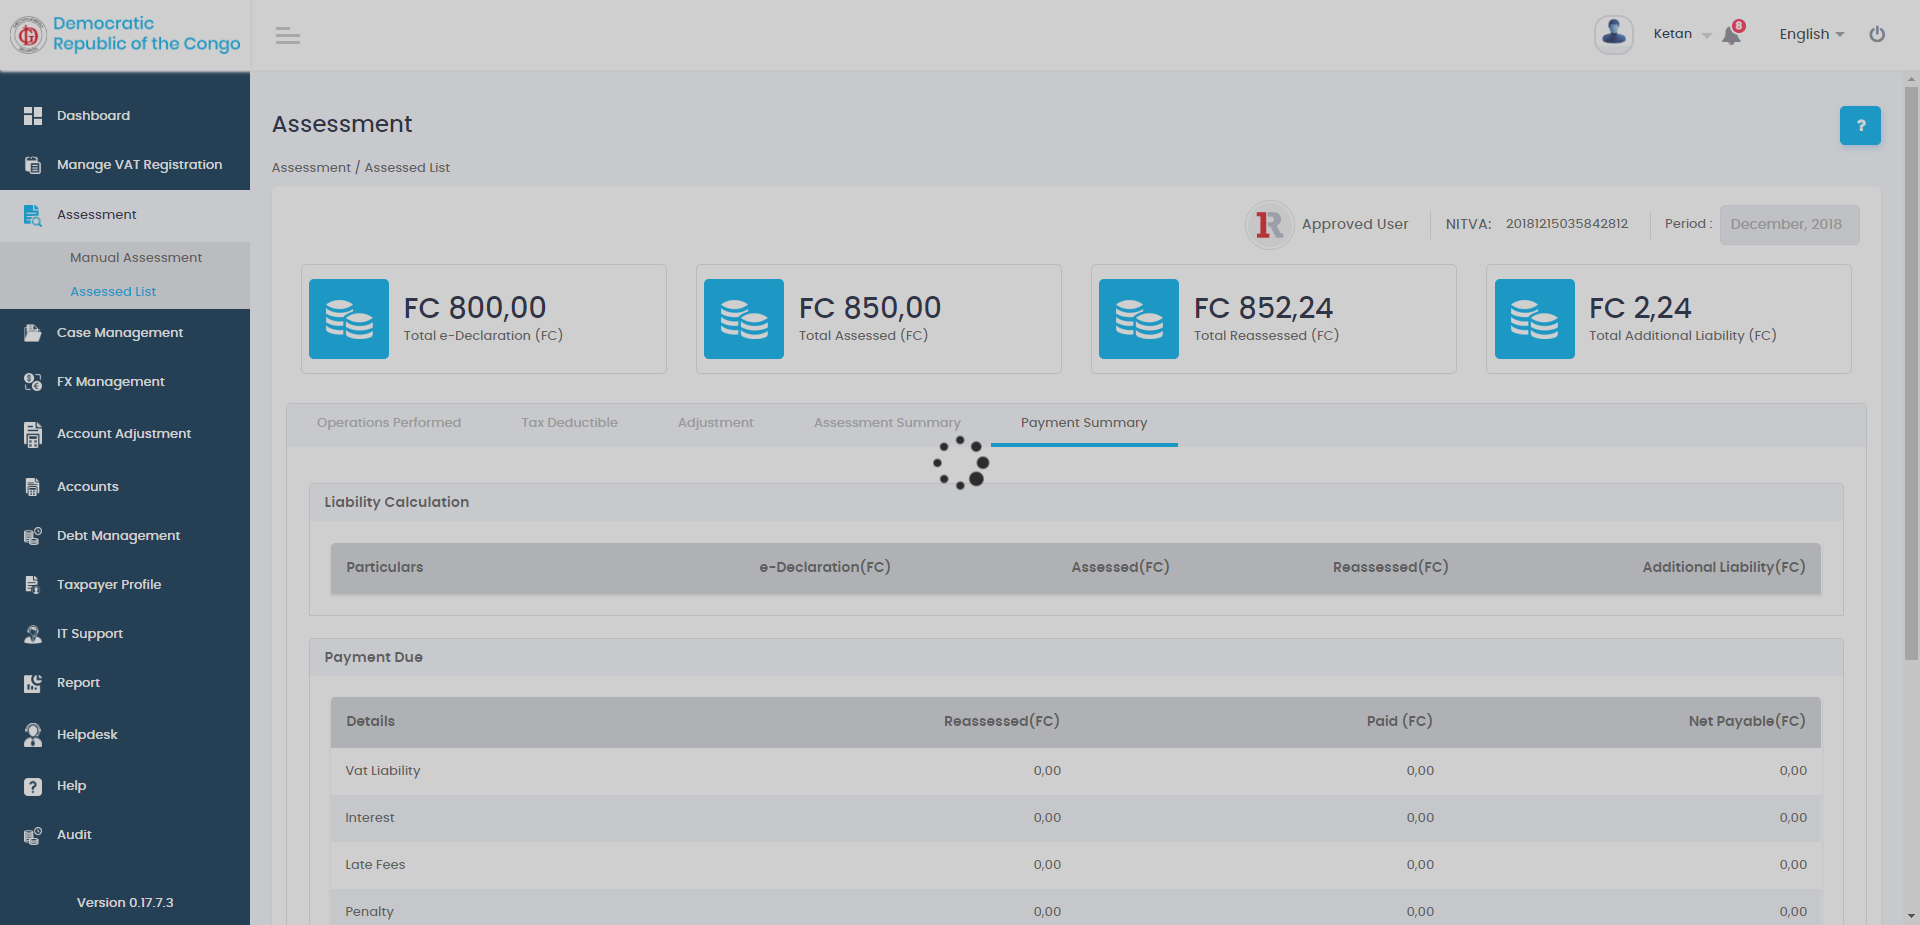 Democratic
Republic of the Congo
Ketan
8
English
Dashboard
Manage VAT Registration
Assessment
Manual Assessment
Assessed List
Case Management
FX Management
Account Adjustment
Accounts
Debt Management
Taxpayer Profile
IT Support
Report
Helpdesk
Help
Audit
Version 0.17.7.3
Assessment
?
Assessment / Assessed List
1R Approved User NITVA: 20181215035842812 Period : December, 2018
FC 800,00
Total e-Declaration (FC)
FC 850,00
Total Assessed (FC)
FC 852,24
Total Reassessed (FC)
FC 2,24
Total Additional Liability (FC)
Operations Performed Tax Deductible Adjustment Assessment Summary Payment Summary
Liability Calculation
Particulars e-Declaration(FC) Assessed(FC) Reassessed(FC) Additional Liability(FC)
Payment Due
Details Reassessed(FC) Paid (FC) Net Payable(FC)
Vat Liability 0,00 0,00 0,00
Interest 0,00 0,00 0,00
Late Fees 0,00 0,00 0,00
Penalty 0,00 0,00 0,00